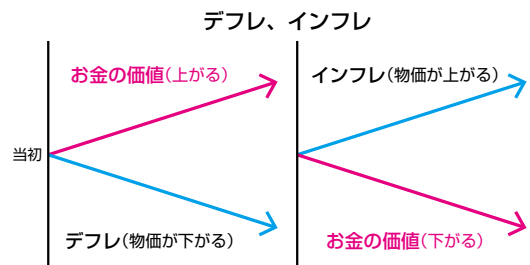 デフレ、インフレ
お金の価値(上がる)
当初
デフレ(物価が下がる)
インフレ(物価が上がる)
お金の価値(下がる)